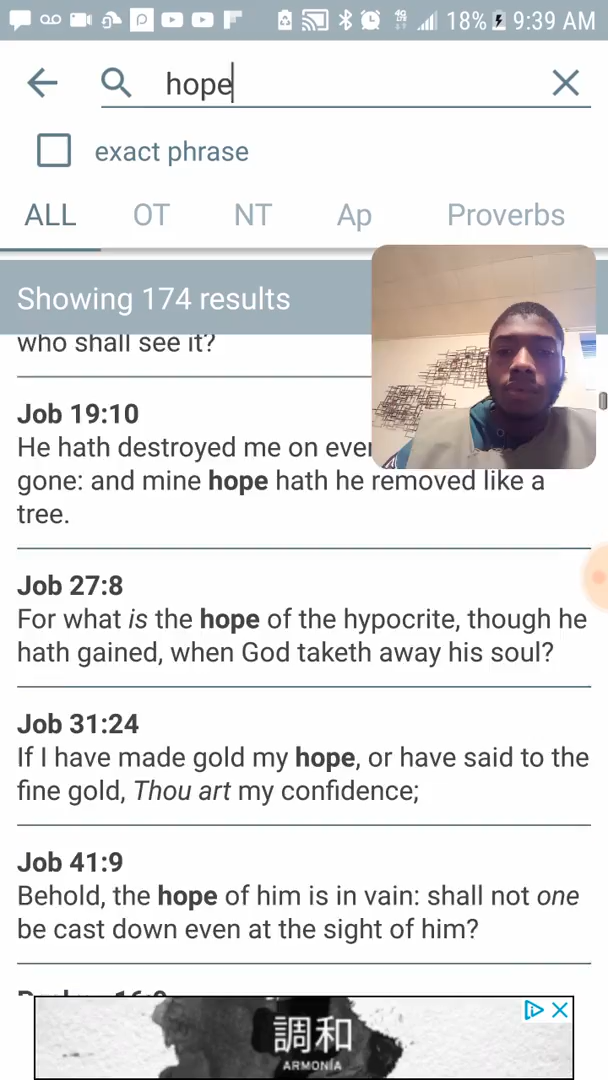 18% 9:39 AM
hope
exact phrase
ALL OT NT Ap Proverbs
Showing 174 results
who shall see it?
Job 19:10
He hath destroyed me on
gone: and mine hope hath he removed like a
tree.
Job 27:8
For what is the hope of the hypocrite, though he
hath gained, when God taketh away his soul?
Job 31:24
If I have made gold my hope, or have said to the
fine gold, Thou art my confidence;
Job 41:9
Behold, the hope of him is in vain: shall not one
be cast down even at the sight of him?
調和
ARMONÍA